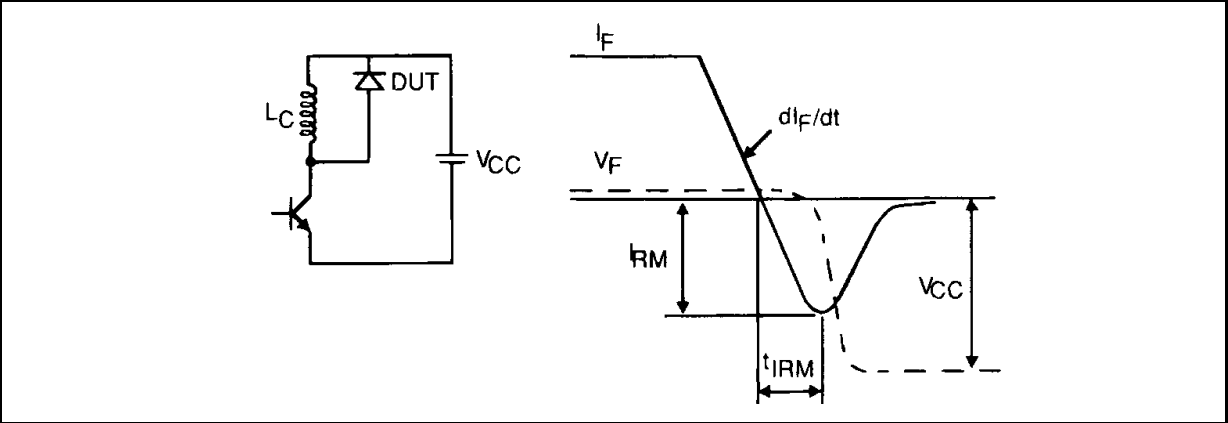 LC
DUT
VCC
IF
dIF/dt
VF
IRM
tIRM
VCC